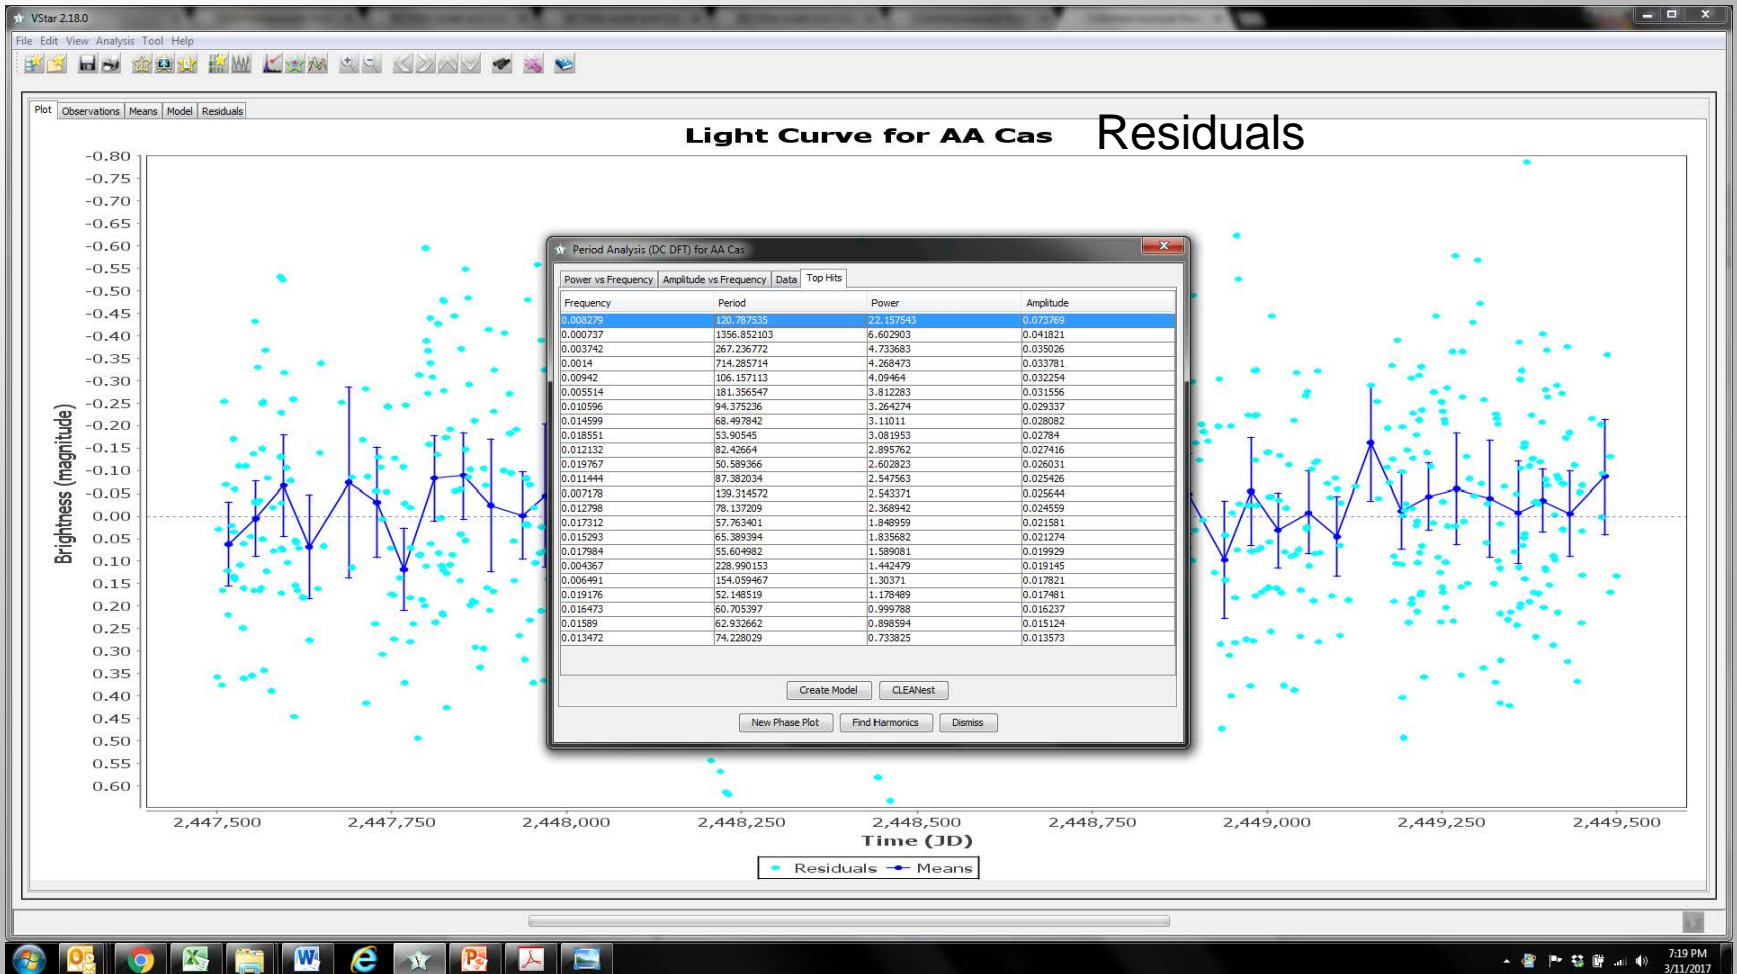 VStar 2.18.0
File Edit View Analysis Tool Help
Plot Observations Means Model Residuals
Light Curve for AA Cas Residuals
-0.80
-0.75
-0.70
-0.65
-0.60
-0.55
-0.50
-0.45
-0.40
-0.35
-0.30
-0.25
-0.20
-0.15
-0.10
-0.05
0.00
0.05
0.10
0.15
0.20
0.25
0.30
0.35
0.40
0.45
0.50
0.55
0.60
Brightness (magnitude)
Period Analysis (DC DFT) for AA Cas
Power vs Frequency Amplitude vs Frequency Data Top Hits
Frequency Period Power Amplitude
0.008279 120.787535 22.157543 0.073769
0.000737 1356.852103 6.602903 0.041821
0.003742 267.236772 4.733683 0.035026
0.0014 714.285714 4.268473 0.033781
0.00942 106.157113 4.09464 0.032254
0.005514 181.356547 3.812283 0.031556
0.010596 94.375236 3.264274 0.029337
0.014599 68.497842 3.11011 0.028082
0.018551 53.90545 3.081953 0.02784
0.012132 82.42664 2.895762 0.027416
0.019767 50.589366 2.602823 0.026031
0.011444 87.382034 2.547563 0.025426
0.007178 139.314572 2.543371 0.025644
0.012798 78.137209 2.368942 0.024559
0.017312 57.763401 1.848959 0.021581
0.015293 65.389394 1.835682 0.021274
0.017984 55.604982 1.589081 0.019929
0.004367 228.990153 1.442479 0.019145
0.006491 154.059467 1.30371 0.017821
0.019176 52.148519 1.178489 0.017481
0.016473 60.705397 0.999788 0.016237
0.01589 62.932662 0.898594 0.015124
0.013472 74.228029 0.733825 0.013573
Create Model CLEANest
New Phase Plot Find Harmonics Dismiss
2,447,500 2,447,750 2,448,000 2,448,250 2,448,500 2,448,750 2,449,000 2,449,250 2,449,500
Time (JD)
Residuals Means
7:19 PM
3/11/2017